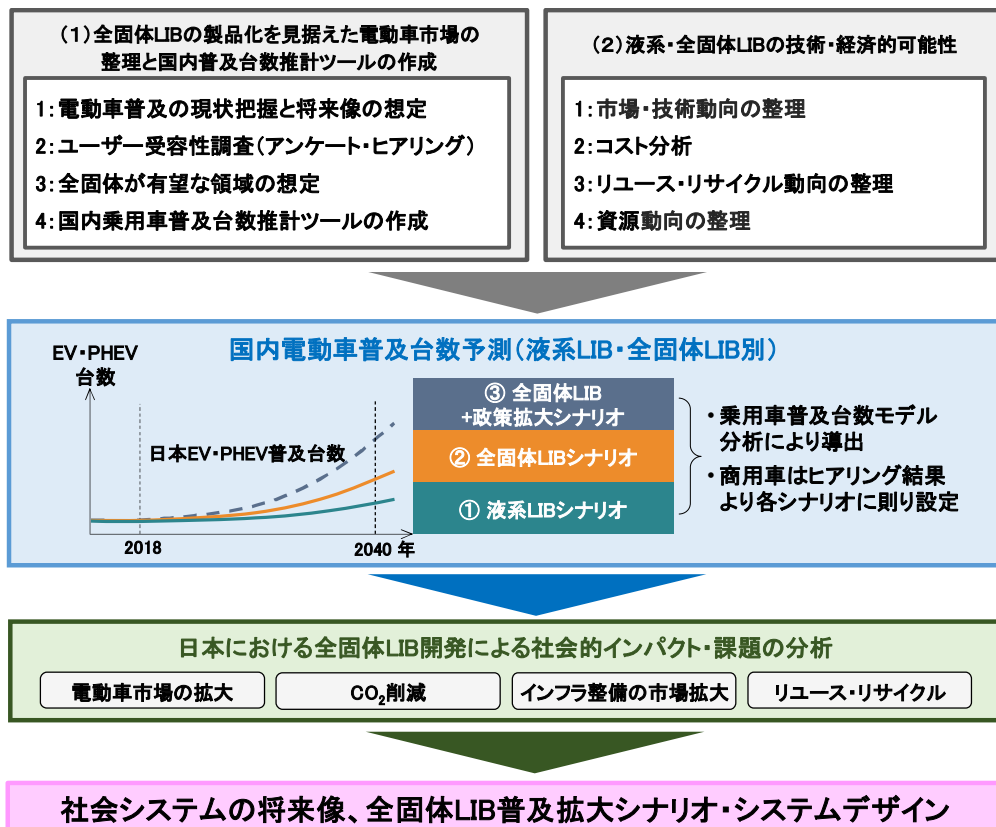 (1)全固体LIBの製品化を見据えた電動車市場の
整理と国内普及台数推計ツールの作成
1:電動車普及の現状把握と将来像の想定
2:ユーザー受容性調査(アンケート・ヒアリング)
3:全固体が有望な領域の想定
4:国内乗用車普及台数推計ツールの作成
(2)液系・全固体LIBの技術・経済的可能性
1:市場・技術動向の整理
2:コスト分析
3:リユース・リサイクル動向の整理
4:資源動向の整理
国内電動車普及台数予測(液系LIB・全固体LIB別)
EV・PHEV
台数
日本EV・PHEV普及台数
2018
2040 年
③ 全固体LIB
+政策拡大シナリオ
② 全固体LIBシナリオ
① 液系LIBシナリオ
・乗用車普及台数モデル
分析により導出
・商用車はヒアリング結果
より各シナリオに則り設定
日本における全固体LIB開発による社会的インパクト・課題の分析
電動車市場の拡大
CO₂削減
インフラ整備の市場拡大
リユース・リサイクル
社会システムの将来像、全固体LIB普及拡大シナリオ・システムデザイン